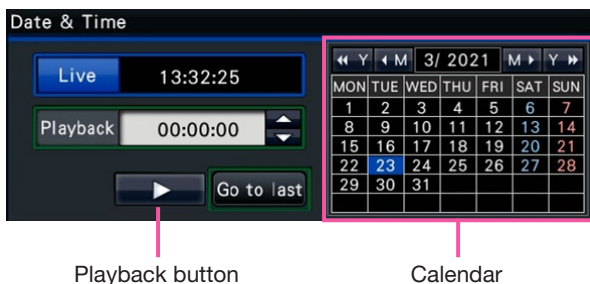 Date & Time
Live 13:32:25
Playback 00:00:00
Go to last
Y M 3/ 2021 M Y
MON TUE WED THU FRI SAT SUN
1 2 3 4 5 6 7
8 9 10 11 12 13 14
15 16 17 18 19 20 21
22 23 24 25 26 27 28
29 30 31
Playback button
Calendar